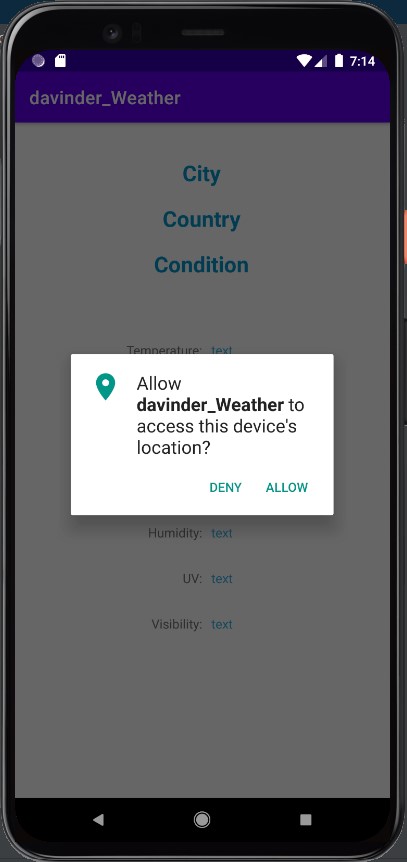 7:14
davinder_Weather
City
Country
Condition
Temperature: text
Allow
davinder_Weather to
access this device's
location?
DENY ALLOW
Humidity: text
UV: text
Visibility: text